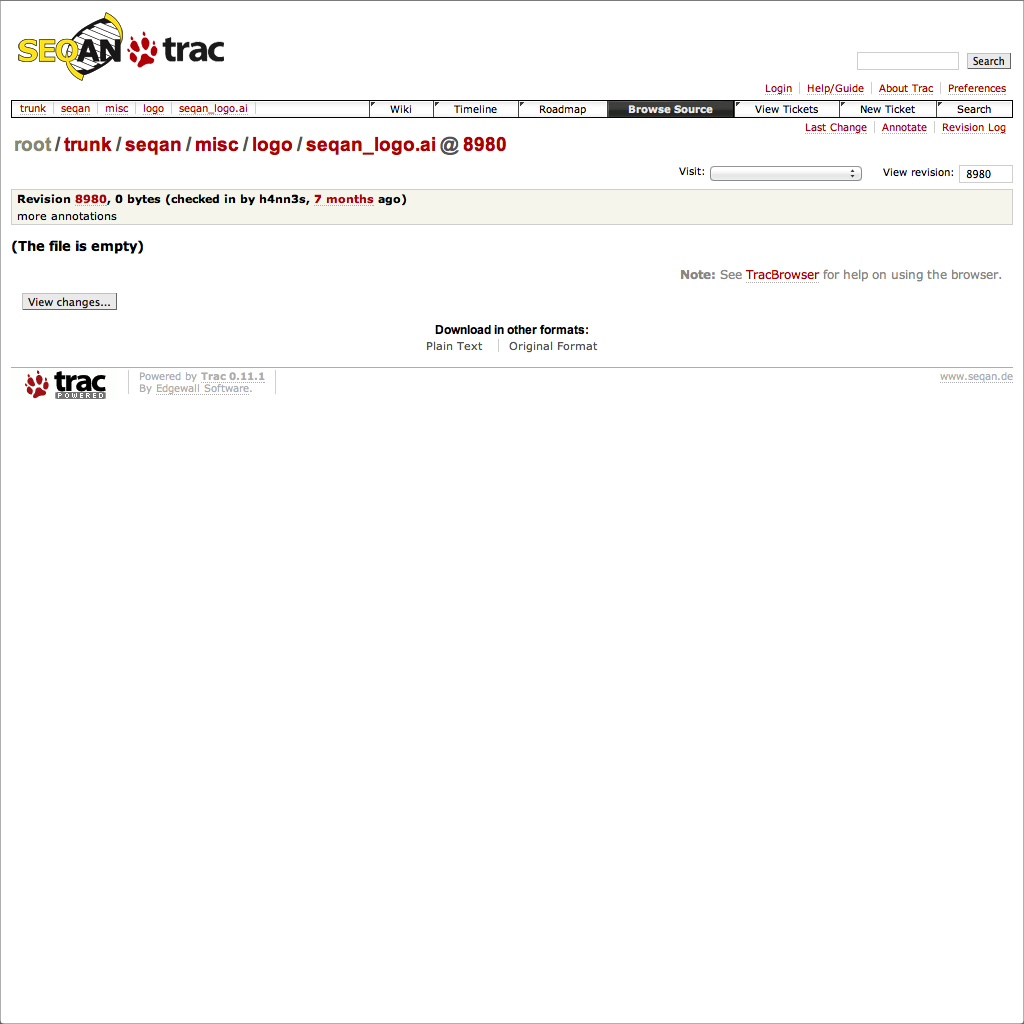 SEQAN trac
Search
Login Help/Guide About Trac Preferences
trunk seqan misc logo seqan_logo.ai Wiki Timeline Roadmap Browse Source View Tickets New Ticket Search
Last Change Annotate Revision Log
root / trunk / seqan / misc / logo / seqan_logo.ai @ 8980
Visit: View revision: 8980
Revision 8980, 0 bytes (checked in by h4nn3s, 7 months ago)
more annotations
(The file is empty)
Note: See TracBrowser for help on using the browser.
View changes...
Download in other formats:
Plain Text Original Format
trac POWERED
Powered by Trac 0.11.1
By Edgewall Software.
www.seqan.de